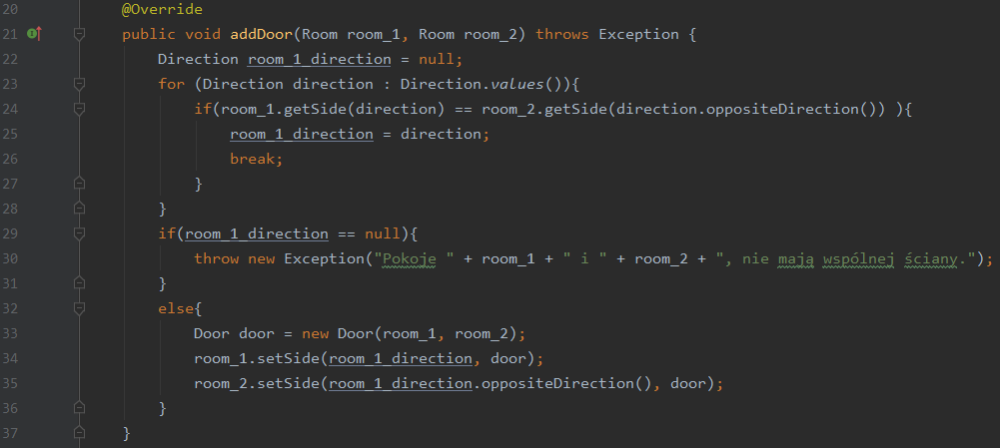 20 @Override
21 public void addDoor(Room room_1, Room room_2) throws Exception {
22 Direction room_1_direction = null;
23 for (Direction direction : Direction.values()){
24 if(room_1.getSide(direction) == room_2.getSide(direction.oppositeDirection()) ){
25 room_1_direction = direction;
26 break;
27 }
28 }
29 if(room_1_direction == null){
30 throw new Exception("Pokoje " + room_1 + " i " + room_2 + ", nie mają wspólnej ściany.");
31 }
32 else{
33 Door door = new Door(room_1, room_2);
34 room_1.setSide(room_1_direction, door);
35 room_2.setSide(room_1_direction.oppositeDirection(), door);
36 }
37 }